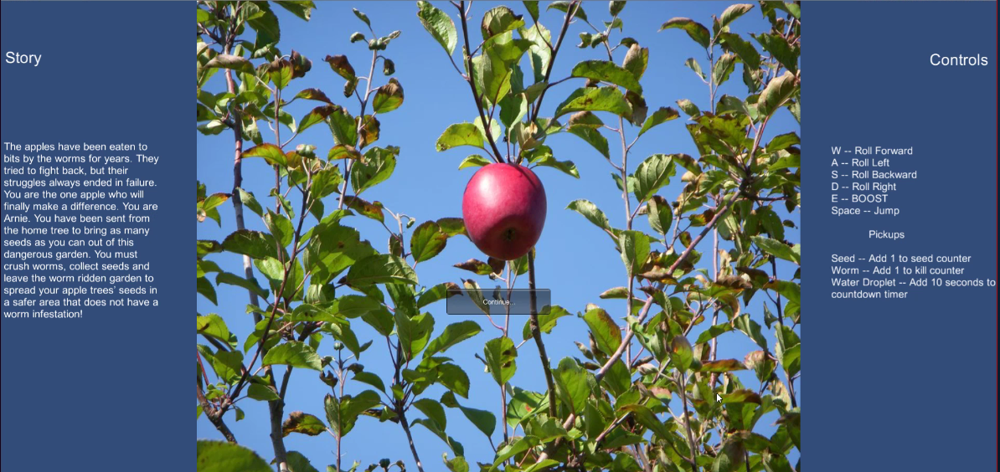 Story
The apples have been eaten to
bits by the worms for years. They
tried to fight back, but their
struggles always ended in failure.
You are the one apple who will
finally make a difference. You are
Arnie. You have been sent from
the home tree to bring as many
seeds as you can out of this
dangerous garden. You must
crush worms, collect seeds and
leave the worm ridden garden to
spread your apple trees' seeds in
a safer area that does not have a
worm infestation!
Continue...
Controls
W -- Roll Forward
A -- Roll Left
S -- Roll Backward
D -- Roll Right
E -- BOOST
Space -- Jump
Pickups
Seed -- Add 1 to seed counter
Worm -- Add 1 to kill counter
Water Droplet -- Add 10 seconds to
countdown timer